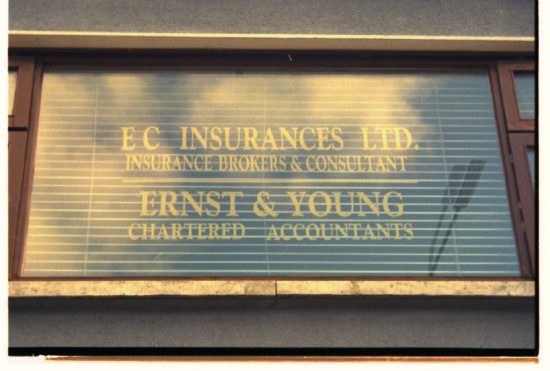 E C INSURANCES LTD.
INSURANCE BROKERS & CONSULTANT
ERNST & YOUNG
CHARTERED ACCOUNTANTS